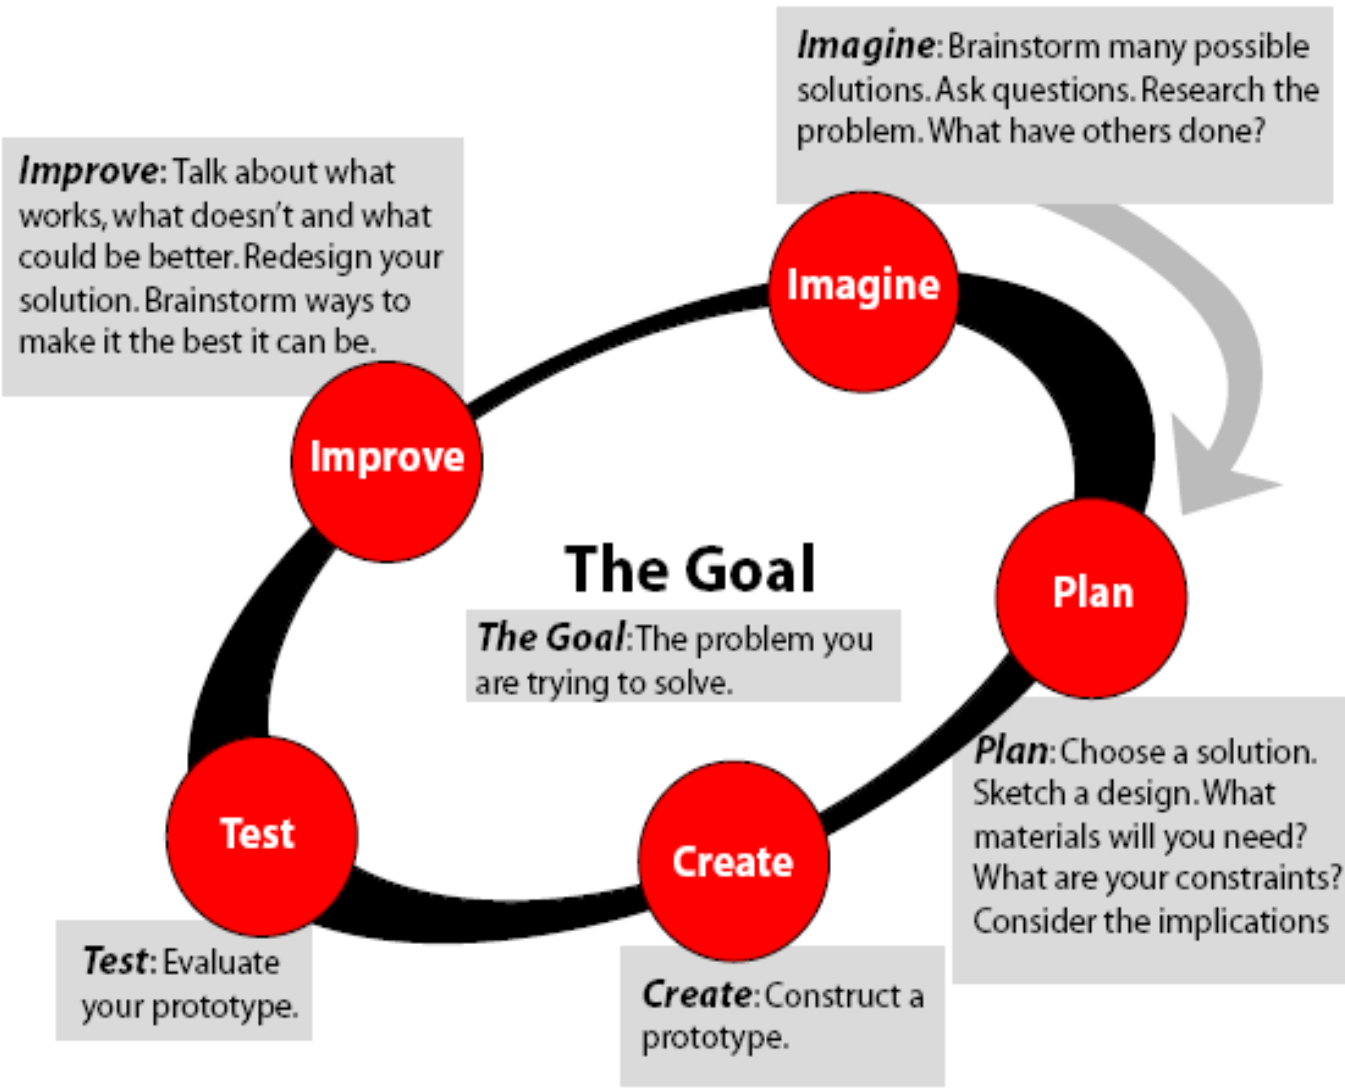 Imagine: Brainstorm many possible
solutions. Ask questions. Research the
problem. What have others done?
Improve: Talk about what
works, what doesn't and what
could be better. Redesign your
solution. Brainstorm ways to
make it the best it can be.
Imagine
Improve
The Goal
The Goal: The problem you
are trying to solve.
Plan
Plan: Choose a solution.
Sketch a design. What
materials will you need?
What are your constraints?
Consider the implications
Test
Create
Test: Evaluate
your prototype.
Create: Construct a
prototype.